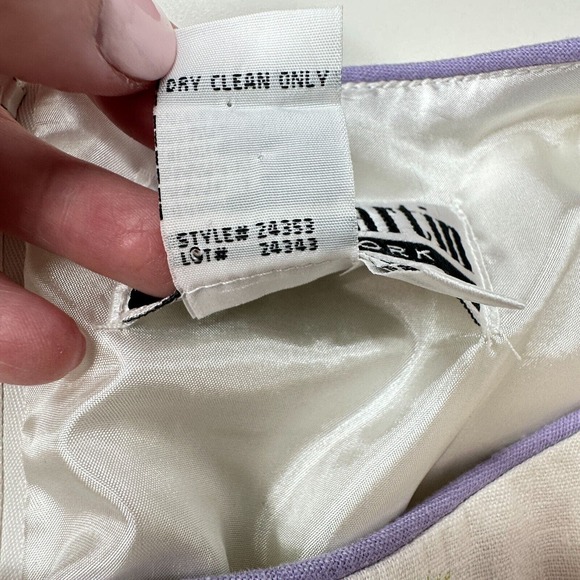 DRY CLEAN ONLY
STYLE# 24353
LOT# 24343